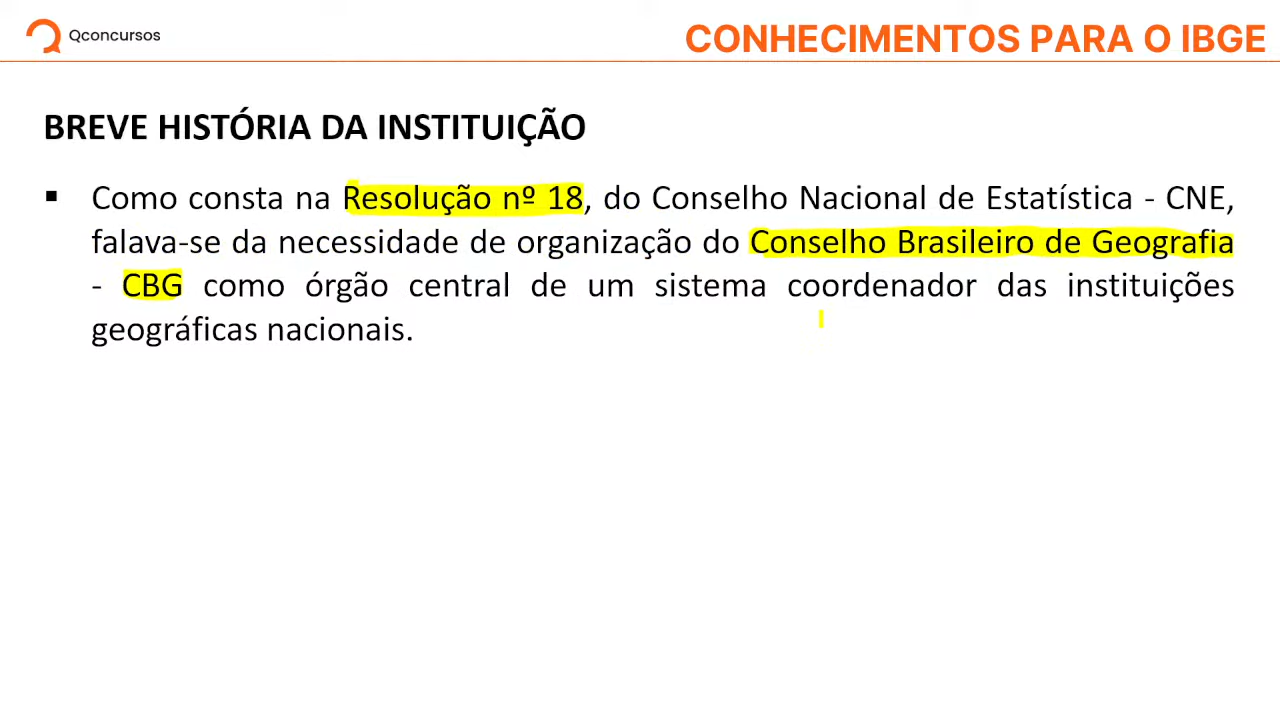 Qconcursos
CONHECIMENTOS PARA O IBGE
BREVE HISTÓRIA DA INSTITUIÇÃO
▪ Como consta na Resolução nº 18, do Conselho Nacional de Estatística - CNE,
falava-se da necessidade de organização do Conselho Brasileiro de Geografia
- CBG como órgão central de um sistema coordenador das instituições
geográficas nacionais.